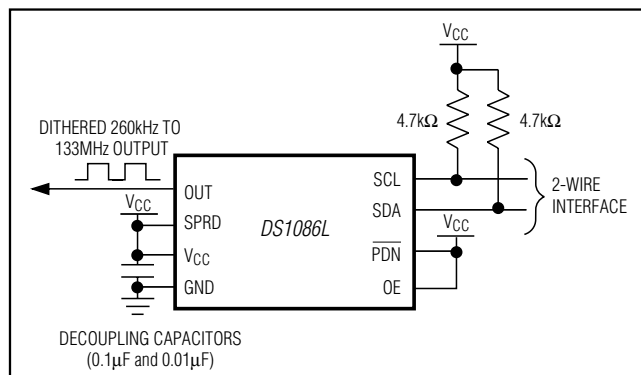 VCC
4.7kΩ
4.7kΩ
DITHERED 260kHz TO
133MHz OUTPUT
OUT
SPRD
VCC
GND
VCC
DS1086L
SCL
SDA
PDN
OE
VCC
2-WIRE
INTERFACE
DECOUPLING CAPACITORS
(0.1μF and 0.01μF)